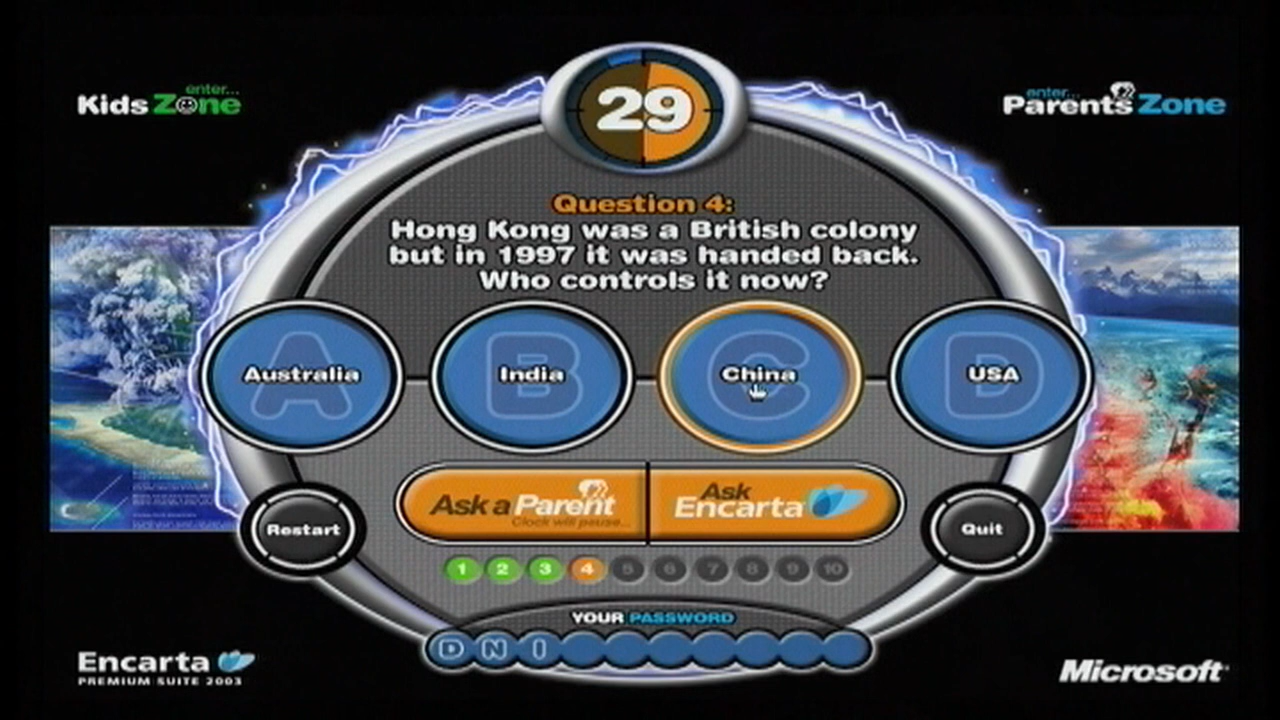 29
enter...
Kids Zone
enter...
Parents Zone
Question 4:
Hong Kong was a British colony
but in 1997 it was handed back.
Who controls it now?
A
Australia
B
India
C
China
D
USA
Ask a Parent
Clock will pause...
Ask
Encarta
Restart
Quit
1 2 3 4 5 6 7 8 9 10
YOUR PASSWORD
D N I
Encarta
PREMIUM SUITE 2003
Microsoft